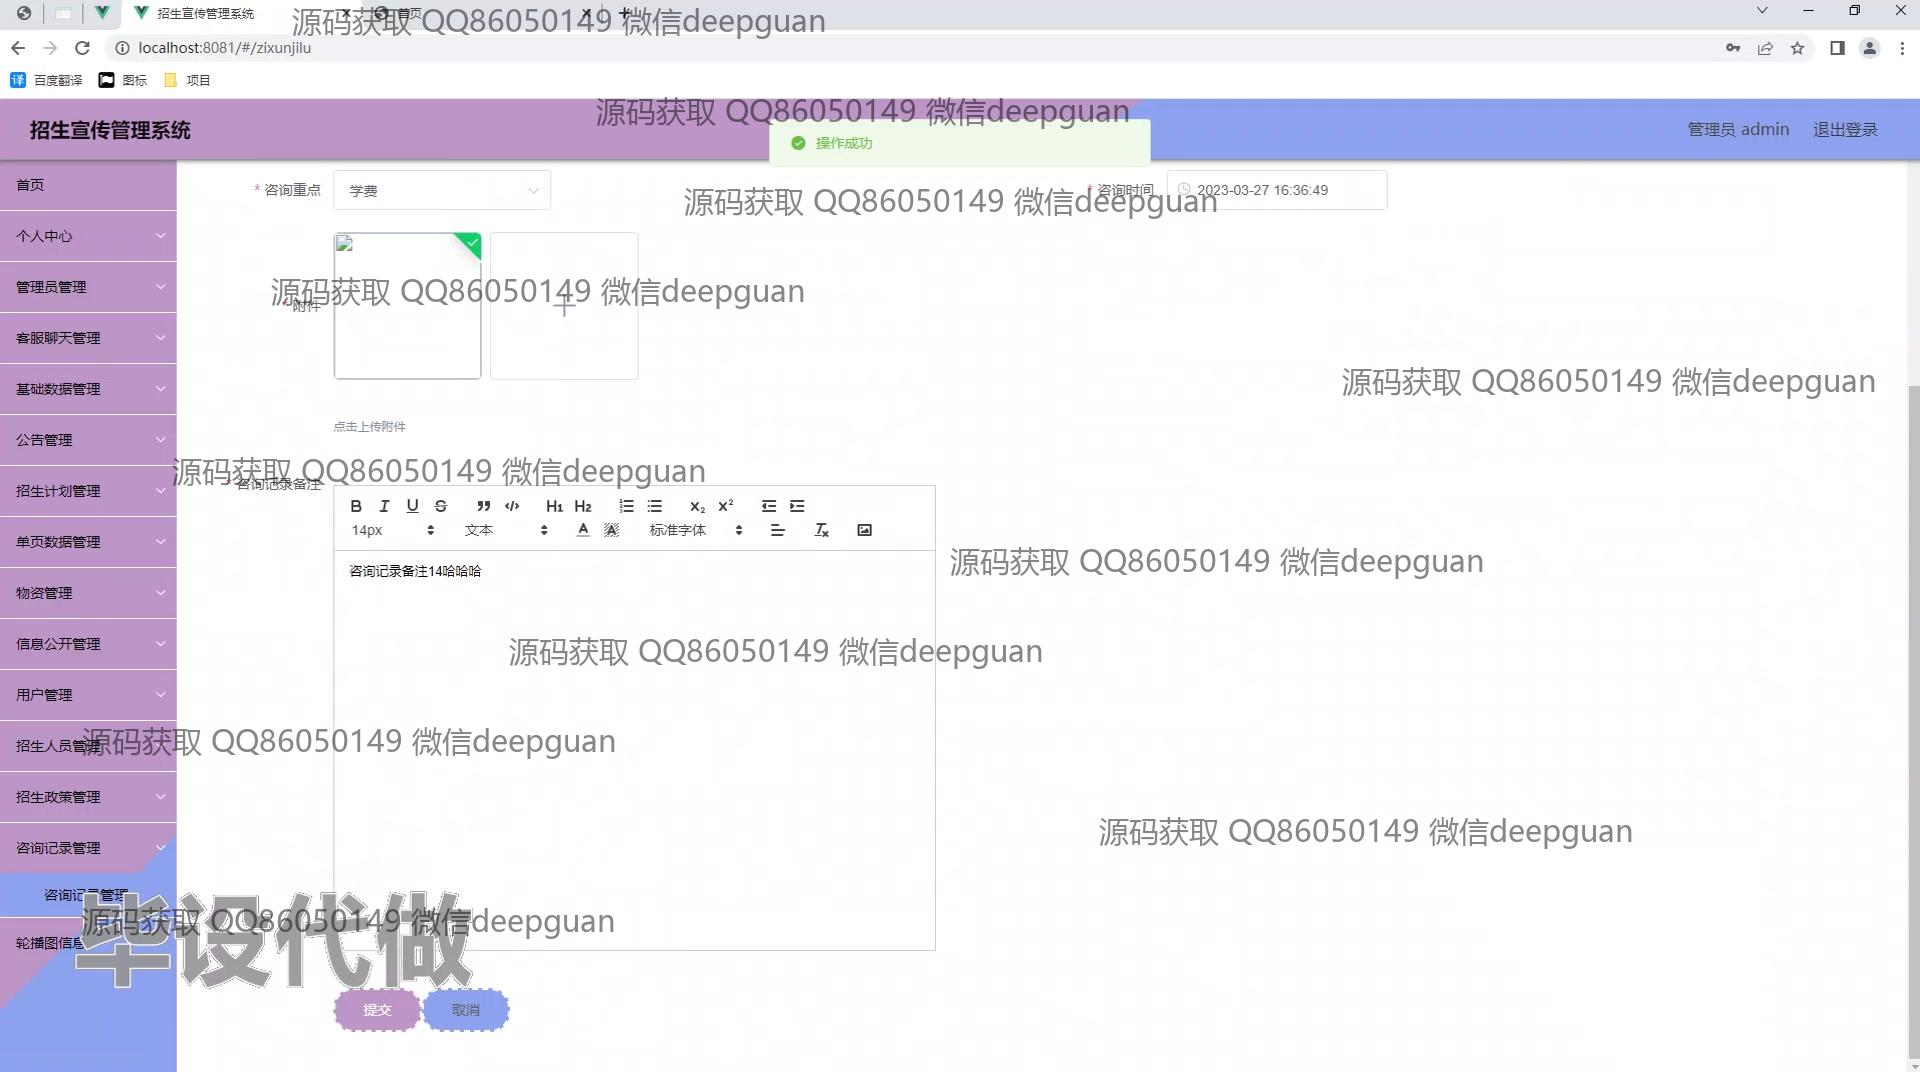 招生宣传管理系统
首页
源码获取 QQ86050149 微信deepguan
localhost:8081/#/zixunjilu
百度翻译 图标 项目
源码获取 QQ86050149 微信deepguan
招生宣传管理系统
操作成功
管理员 admin 退出登录
首页
* 咨询重点 学费
* 咨询时间 2023-03-27 16:36:49
源码获取 QQ86050149 微信deepguan
个人中心
管理员管理
* 附件
源码获取 QQ86050149 微信deepguan
客服聊天管理
基础数据管理
源码获取 QQ86050149 微信deepguan
点击上传附件
公告管理
源码获取 QQ86050149 微信deepguan
* 咨询记录备注
招生计划管理
B I U S ” </> H1 H2 X2 X2
14px 文本 A A 标准字体 Tx
单页数据管理
咨询记录备注14哈哈哈
源码获取 QQ86050149 微信deepguan
物资管理
信息公开管理
源码获取 QQ86050149 微信deepguan
用户管理
招生人员管理
源码获取 QQ86050149 微信deepguan
招生政策管理
源码获取 QQ86050149 微信deepguan
咨询记录管理
咨询记录管理
源码获取 QQ86050149 微信deepguan
轮播图信息
毕设代做
提交 取消